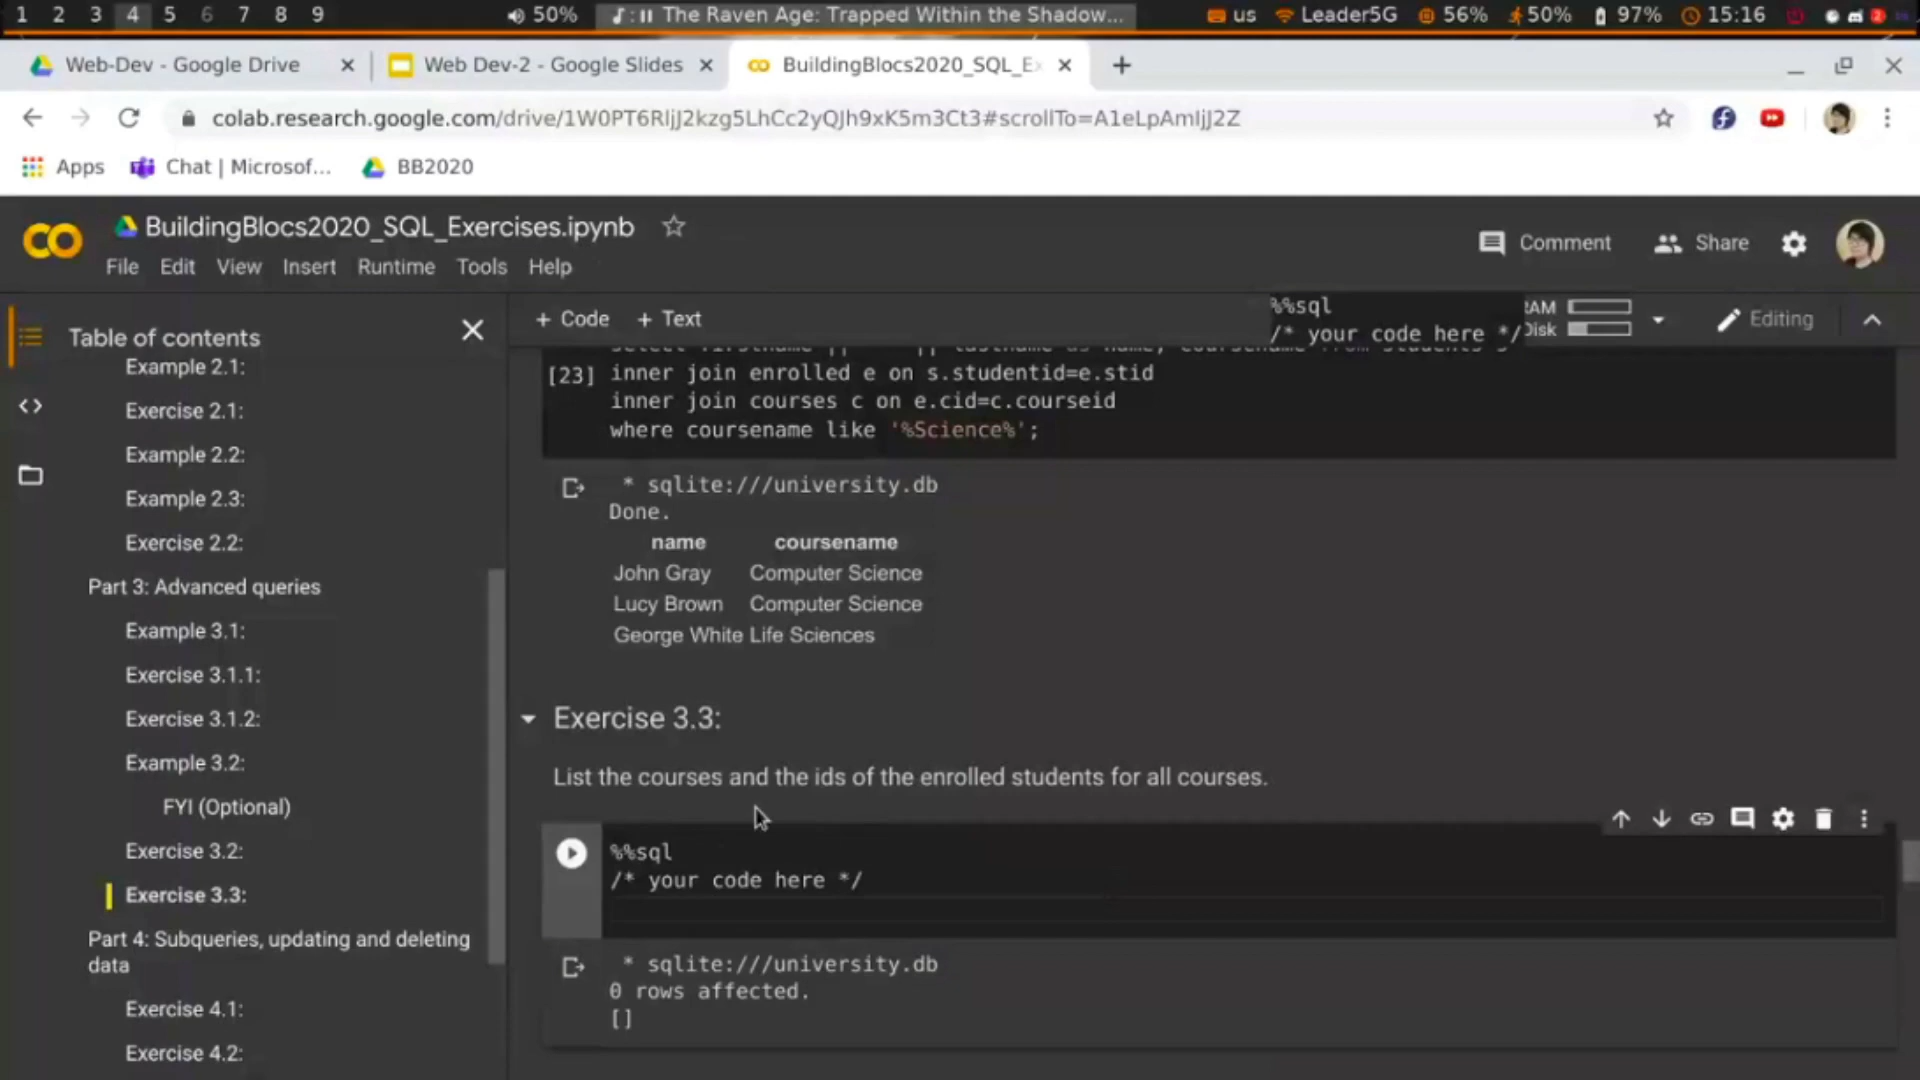 1 2 3 4 5 6 7 8 9
50%
The Raven Age: Trapped Within the Shadow...
us
Leader5G
56%
50%
97%
15:16
Web-Dev - Google Drive
Web Dev-2 - Google Slides
BuildingBlocs2020_SQL_Ex
colab.research.google.com/drive/1W0PT6RljJ2kzg5LhCc2yQJh9xK5m3Ct3#scrollTo=A1eLpAmIjJ2Z
Apps
Chat | Microsof...
BB2020
BuildingBlocs2020_SQL_Exercises.ipynb
Comment
Share
File Edit View Insert Runtime Tools Help
+ Code + Text
%%sql
/* your code here */
RAM
Disk
Editing
Table of contents
Example 2.1:
Exercise 2.1:
Example 2.2:
Example 2.3:
Exercise 2.2:
Part 3: Advanced queries
Example 3.1:
Exercise 3.1.1:
Exercise 3.1.2:
Example 3.2:
FYI (Optional)
Exercise 3.2:
Exercise 3.3:
Part 4: Subqueries, updating and deleting
data
Exercise 4.1:
Exercise 4.2:
[23] inner join enrolled e on s.studentid=e.stid
inner join courses c on e.cid=c.courseid
where coursename like '%Science%';
* sqlite:///university.db
Done.
name coursename
John Gray Computer Science
Lucy Brown Computer Science
George White Life Sciences
Exercise 3.3:
List the courses and the ids of the enrolled students for all courses.
%%sql
/* your code here */
* sqlite:///university.db
0 rows affected.
[]